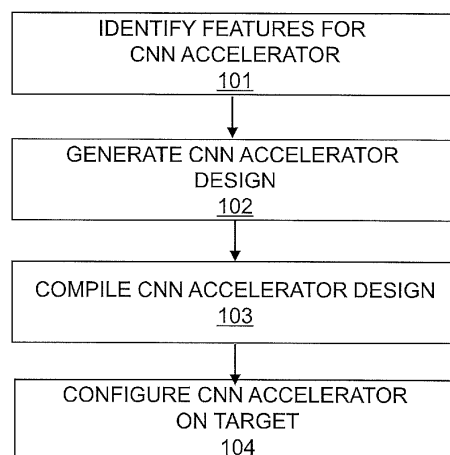 IDENTIFY FEATURES FOR
CNN ACCELERATOR
101
GENERATE CNN ACCELERATOR
DESIGN
102
COMPILE CNN ACCELERATOR DESIGN
103
CONFIGURE CNN ACCELERATOR
ON TARGET
104